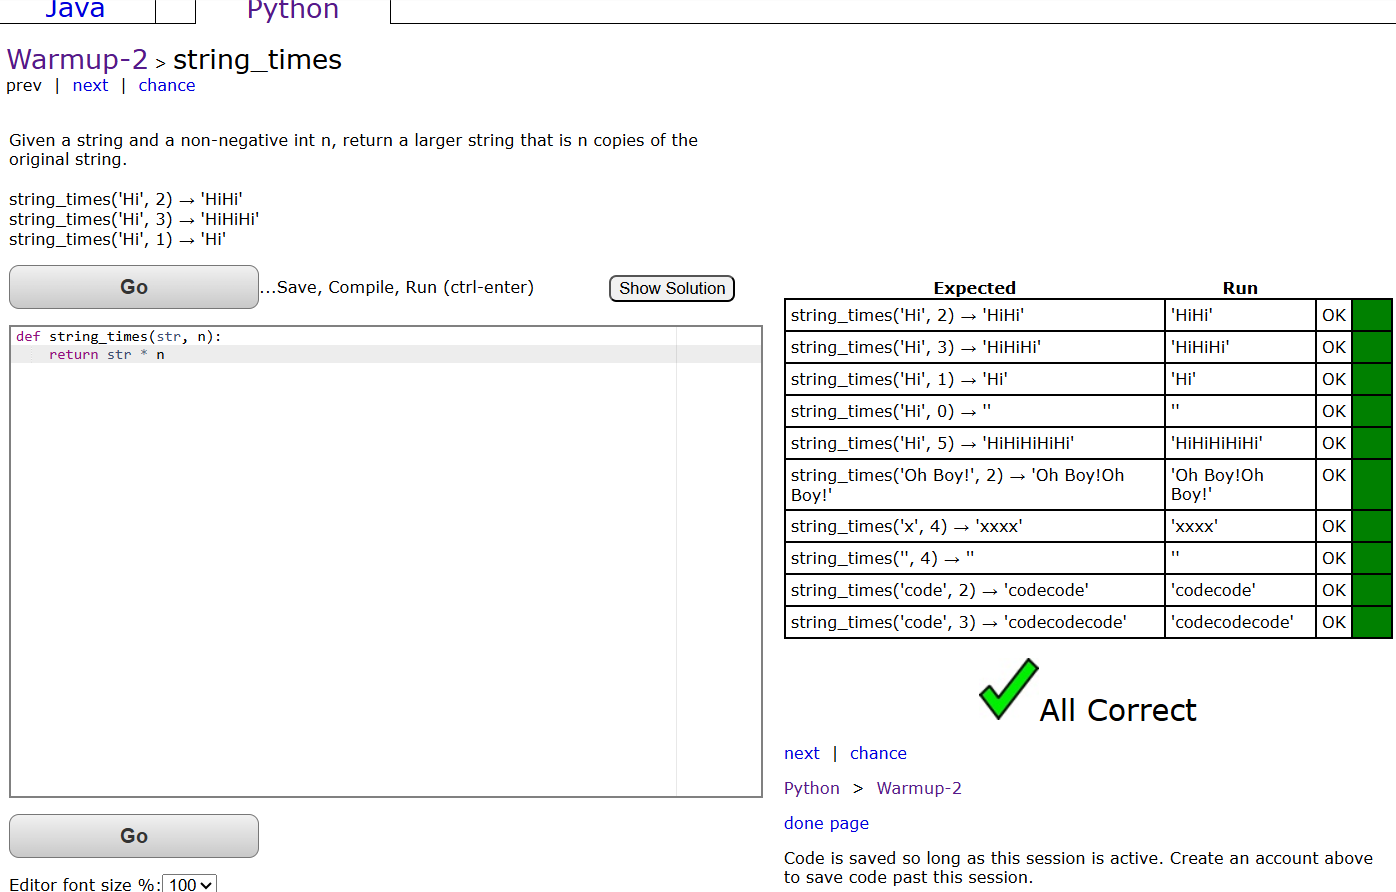 Java
Python
Warmup-2 > string_times
prev | next | chance
Given a string and a non-negative int n, return a larger string that is n copies of the
original string.
string_times('Hi', 2) → 'HiHi'
string_times('Hi', 3) → 'HiHiHi'
string_times('Hi', 1) → 'Hi'
Go
...Save, Compile, Run (ctrl-enter)
Show Solution
def string_times(str, n):
    return str * n
Go
Editor font size %: 100
Expected Run
string_times('Hi', 2) → 'HiHi' 'HiHi' OK
string_times('Hi', 3) → 'HiHiHi' 'HiHiHi' OK
string_times('Hi', 1) → 'Hi' 'Hi' OK
string_times('Hi', 0) → '' '' OK
string_times('Hi', 5) → 'HiHiHiHiHi' 'HiHiHiHiHi' OK
string_times('Oh Boy!', 2) → 'Oh Boy!Oh 'Oh Boy!Oh OK
Boy!' Boy!'
string_times('x', 4) → 'xxxx' 'xxxx' OK
string_times('', 4) → '' '' OK
string_times('code', 2) → 'codecode' 'codecode' OK
string_times('code', 3) → 'codecodecode' 'codecodecode' OK
All Correct
next | chance
Python > Warmup-2
done page
Code is saved so long as this session is active. Create an account above
to save code past this session.